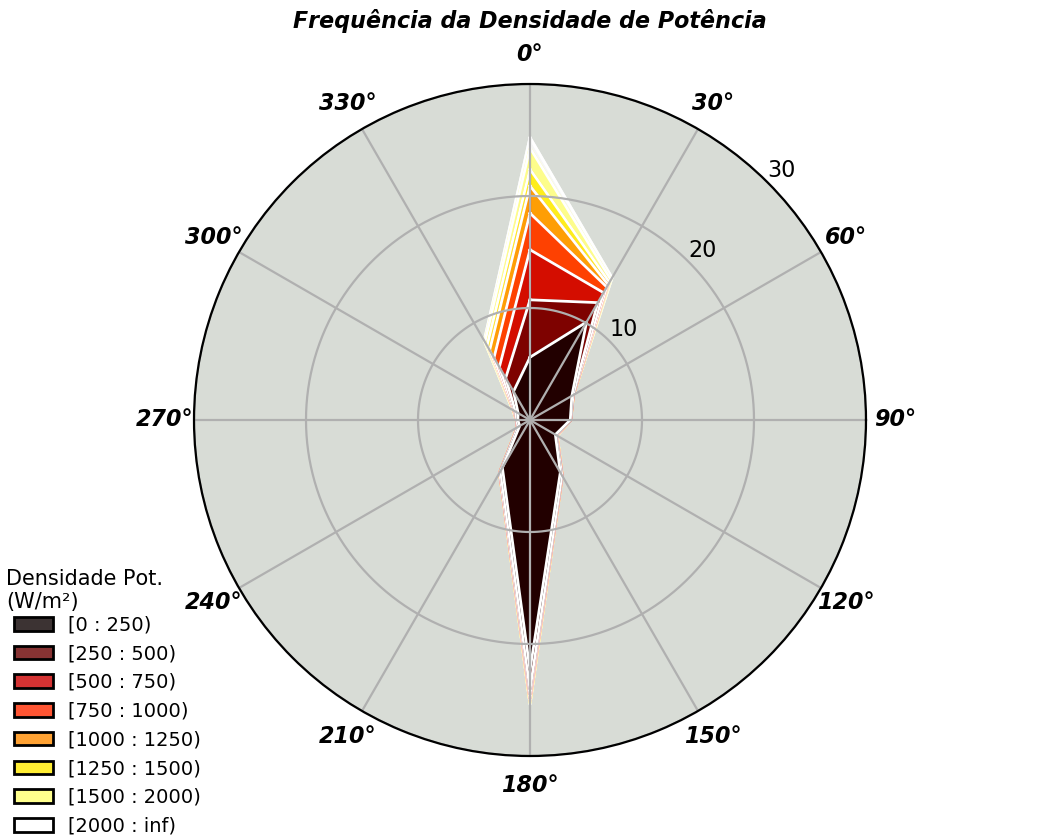 Frequência da Densidade de Potência
0°
330°
30°
30
300°
60°
20
10
270°
90°
240°
120°
210°
150°
180°
Densidade Pot.
(W/m²)
[0 : 250)
[250 : 500)
[500 : 750)
[750 : 1000)
[1000 : 1250)
[1250 : 1500)
[1500 : 2000)
[2000 : inf)